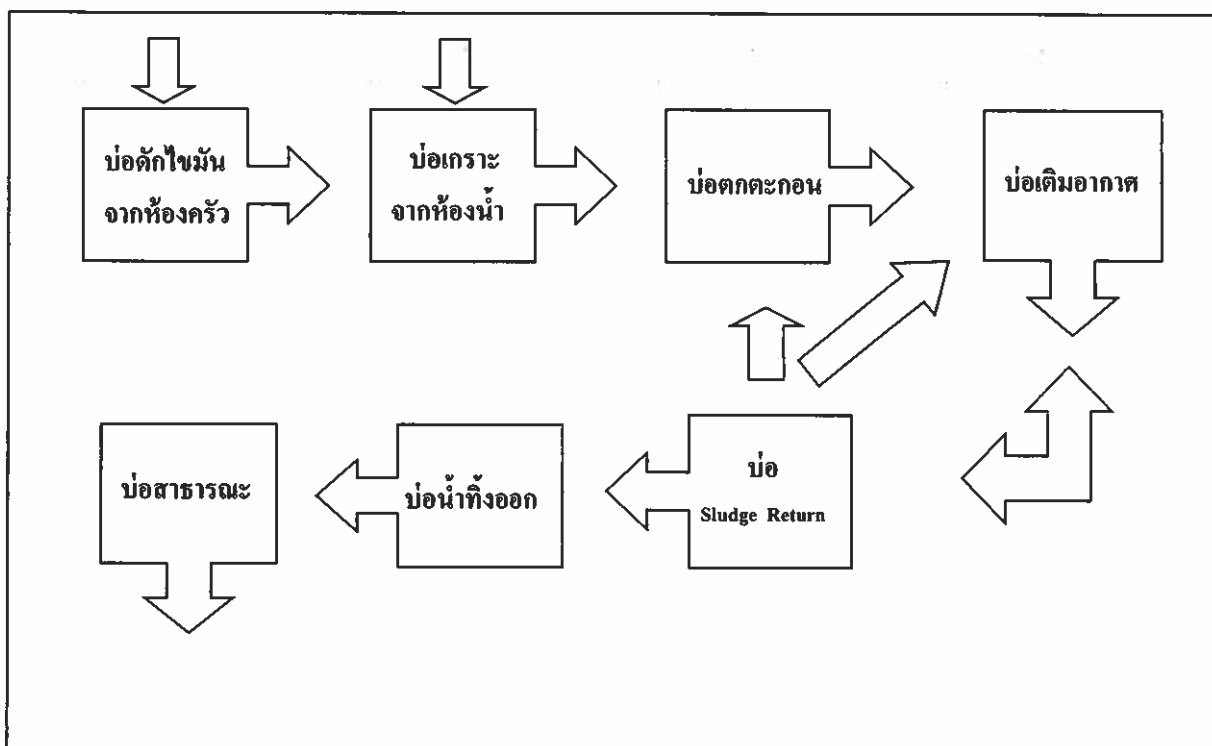 บ่อดักไขมัน
จากห้องครัว
บ่อเกราะ
จากห้องน้ำ
บ่อตกตะกอน
บ่อเติมอากาศ
บ่อสาธารณะ
บ่อน้ำทิ้งออก
บ่อ
Sludge Return